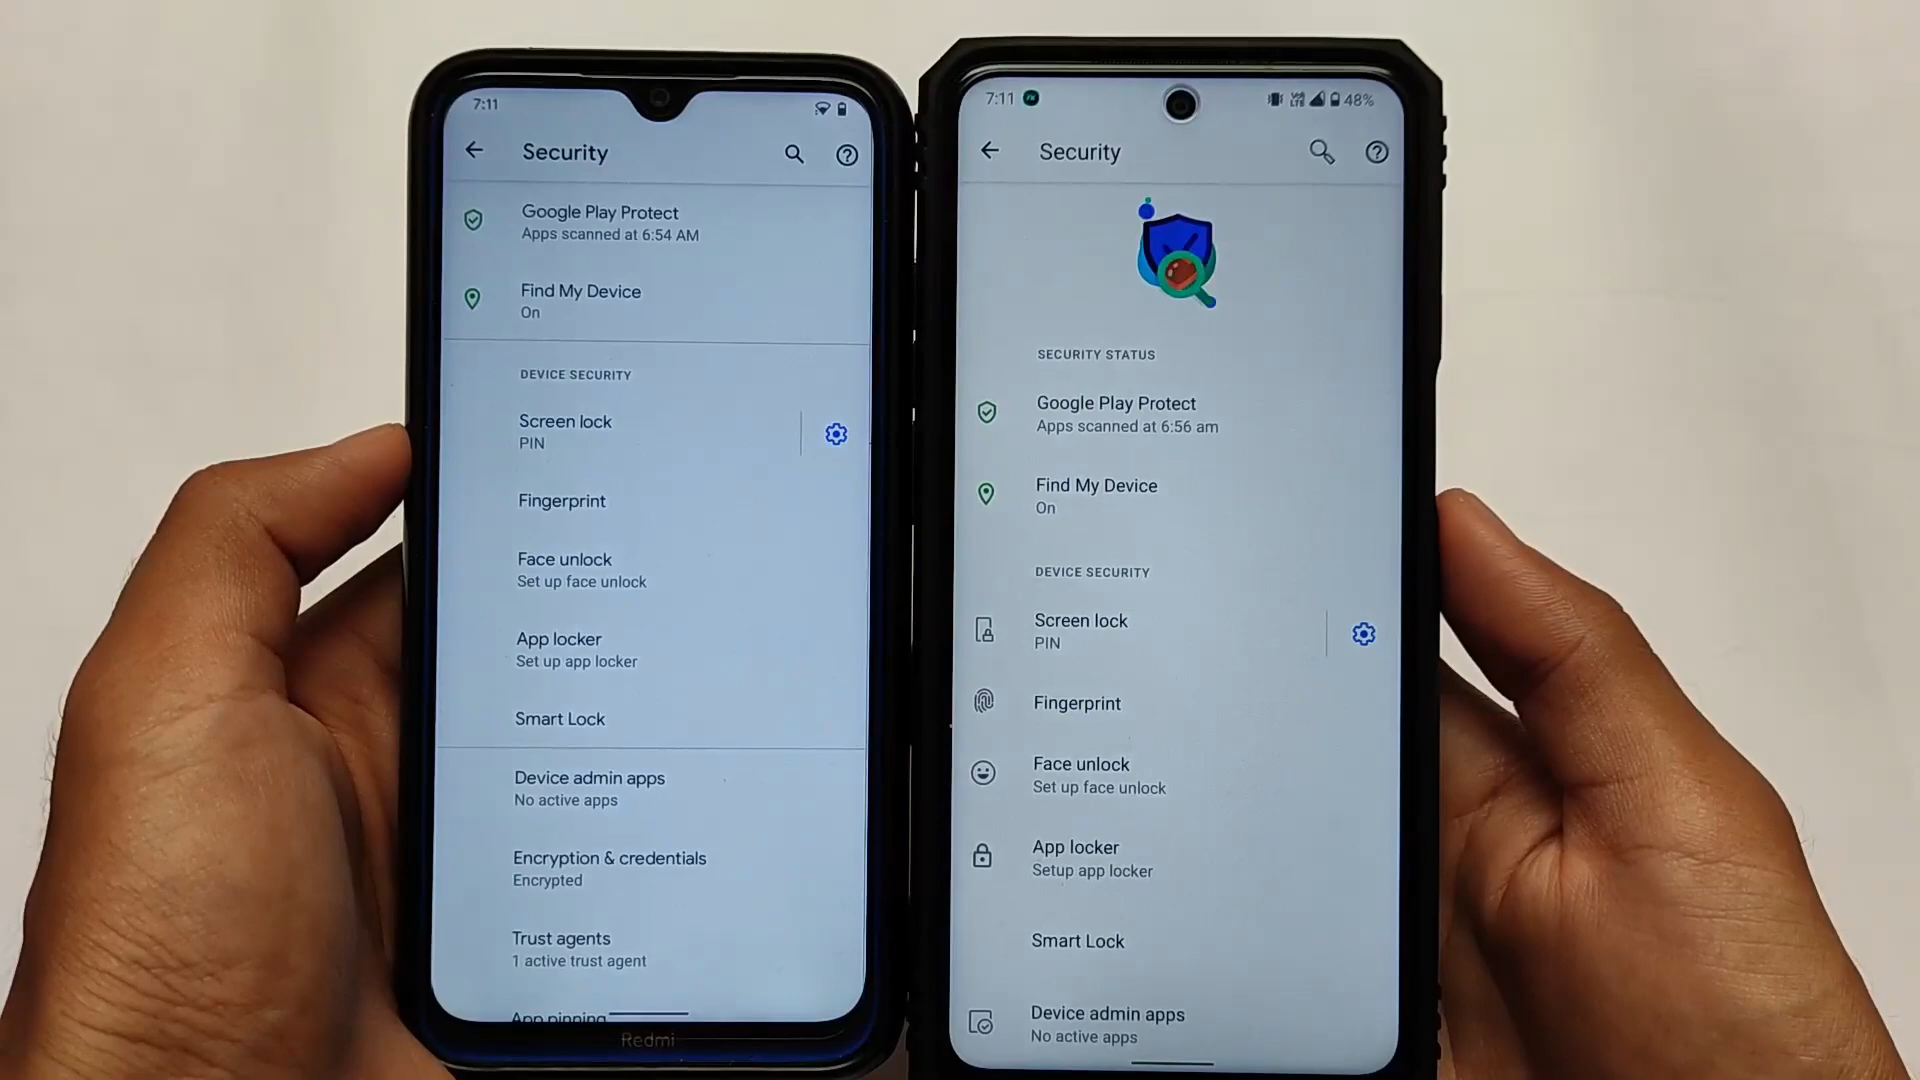 7:11
Security
Google Play Protect
Apps scanned at 6:54 AM
Find My Device
On
DEVICE SECURITY
Screen lock
PIN
Fingerprint
Face unlock
Set up face unlock
App locker
Set up app locker
Smart Lock
Device admin apps
No active apps
Encryption & credentials
Encrypted
Trust agents
1 active trust agent
App pinning
Redmi
7:11
Vo LTE
48%
Security
SECURITY STATUS
Google Play Protect
Apps scanned at 6:56 am
Find My Device
On
DEVICE SECURITY
Screen lock
PIN
Fingerprint
Face unlock
Set up face unlock
App locker
Setup app locker
Smart Lock
Device admin apps
No active apps